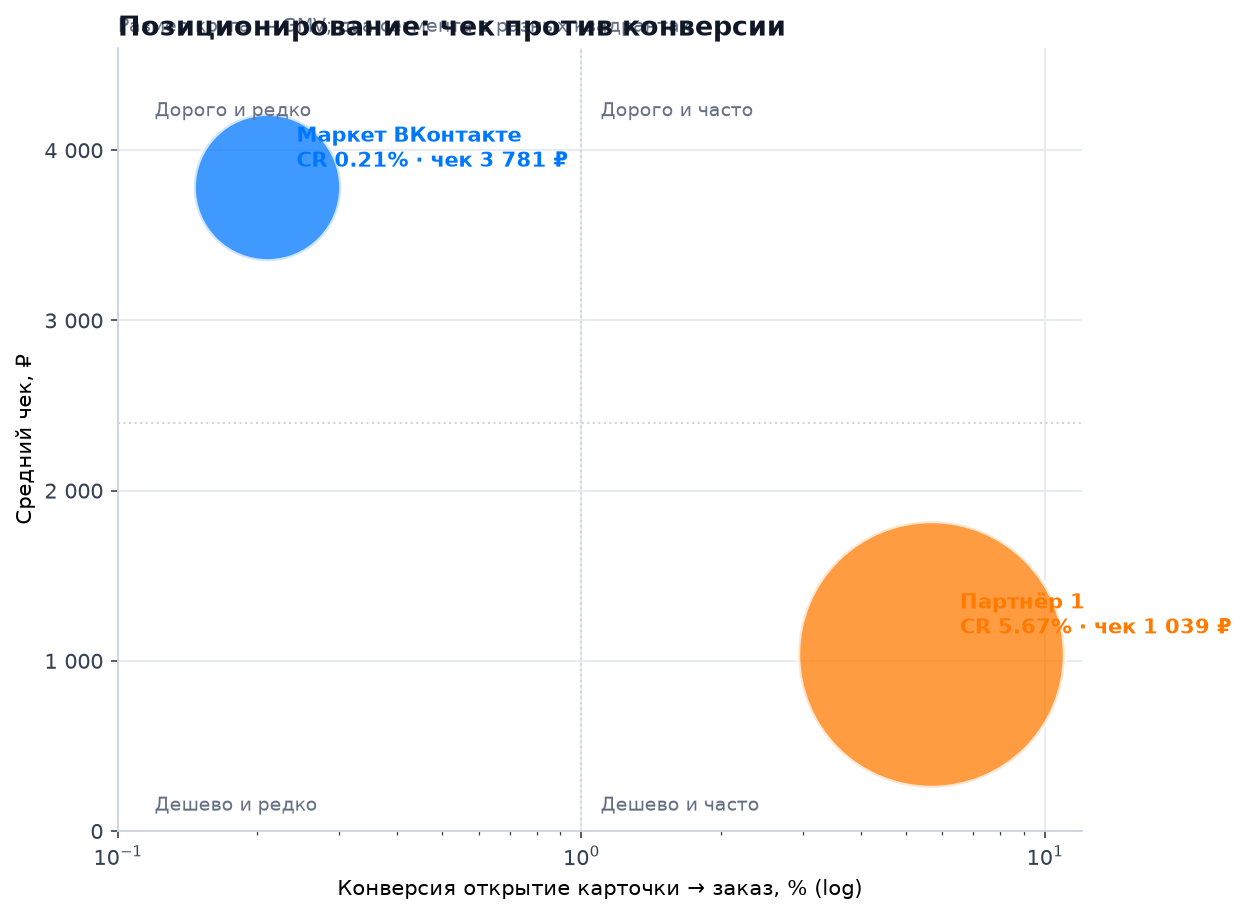 Позиционирование: чек против конверсии
Дорого и редко
Дорого и часто
Маркет ВКонтакте
CR 0.21% · чек 3 781 ₽
4 000
3 000
2 000
1 000
0
Средний чек, ₽
Партнёр 1
CR 5.67% · чек 1 039 ₽
Дешево и редко
Дешево и часто
10⁻¹
10⁰
10¹
Конверсия открытие карточки → заказ, % (log)